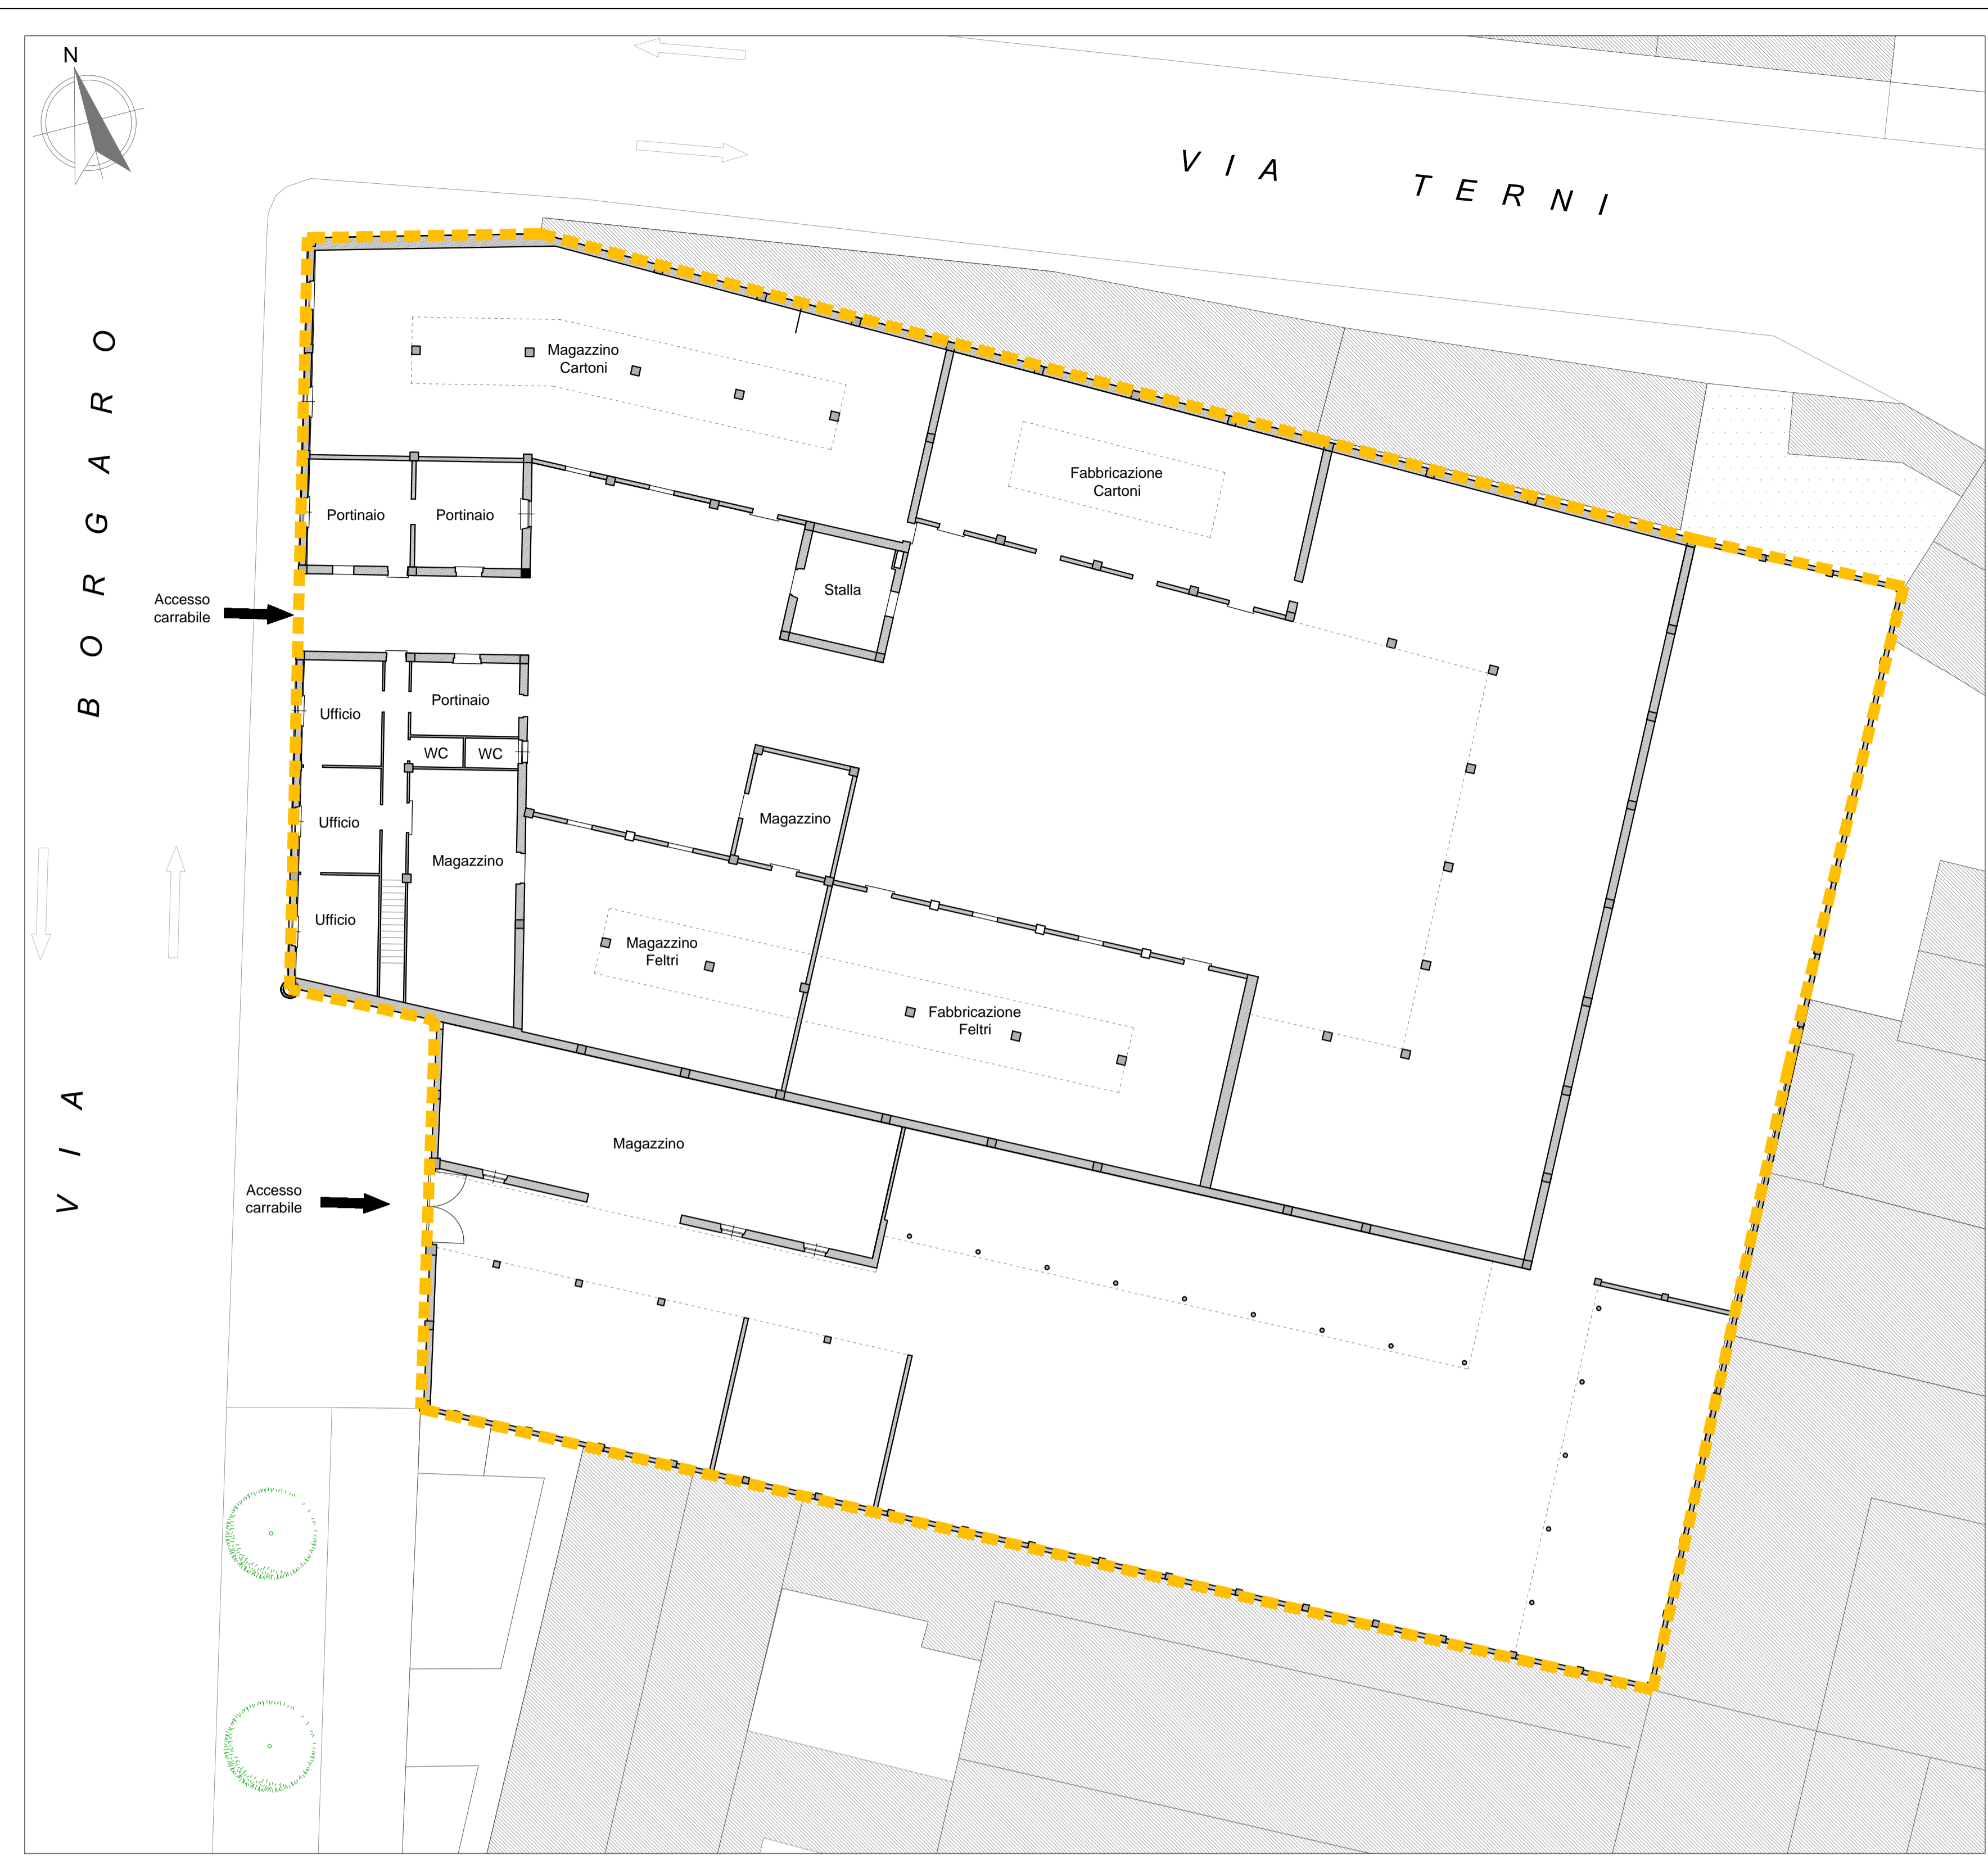 N
VIA TERNI
VIA BORGARO
Magazzino
Cartoni
Fabbricazione
Cartoni
Portinaio
Portinaio
Stalla
Accesso
carrabile
Ufficio
Portinaio
WC
WC
Ufficio
Magazzino
Magazzino
Ufficio
Magazzino
Feltri
Fabbricazione
Feltri
Magazzino
Accesso
carrabile